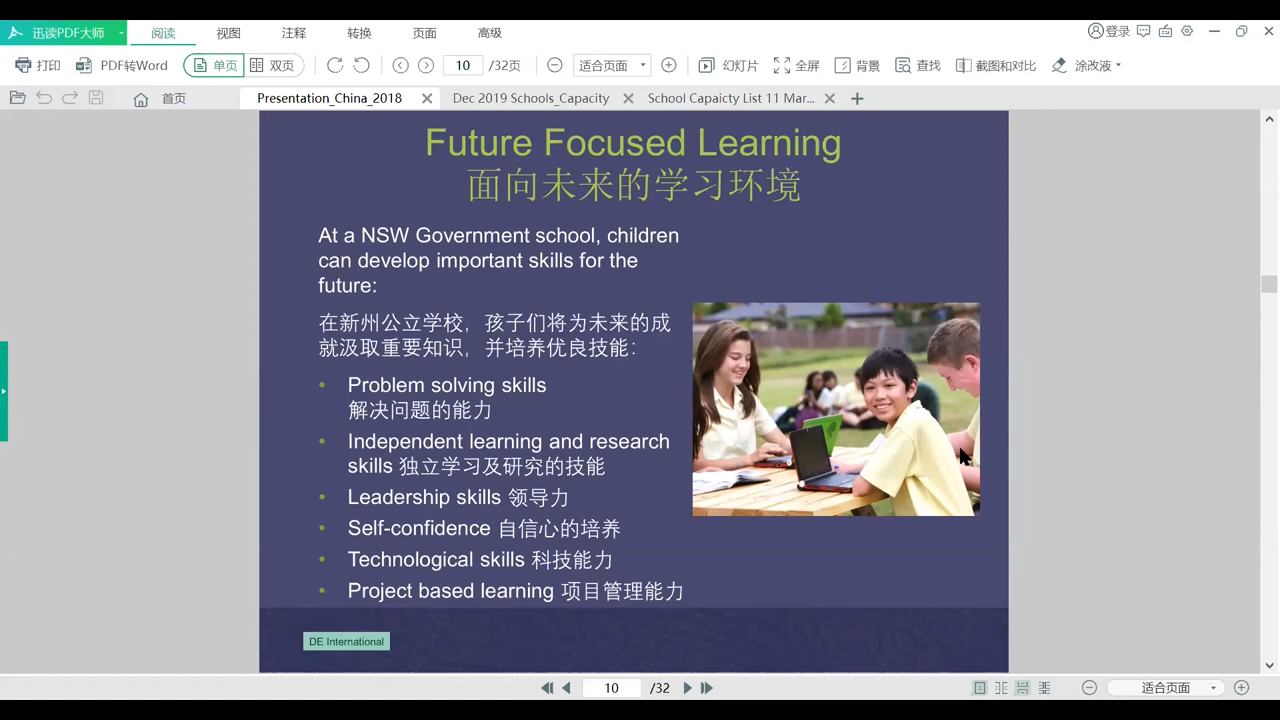 迅读PDF大师
阅读
视图
注释
转换
页面
高级
登录
打印
PDF转Word
单页
双页
10 /32页
适合页面
幻灯片
全屏
背景
查找
截图和对比
涂改液
首页
Presentation_China_2018
Dec 2019 Schools_Capacity
School Capaicty List 11 Mar...
Future Focused Learning
面向未来的学习环境
At a NSW Government school, children
can develop important skills for the
future:
在新州公立学校，孩子们将为未来的成
就汲取重要知识，并培养优良技能：
• Problem solving skills
解决问题的能力
• Independent learning and research
skills 独立学习及研究的技能
• Leadership skills 领导力
• Self-confidence 自信心的培养
• Technological skills 科技能力
• Project based learning 项目管理能力
DE International
10 /32
适合页面